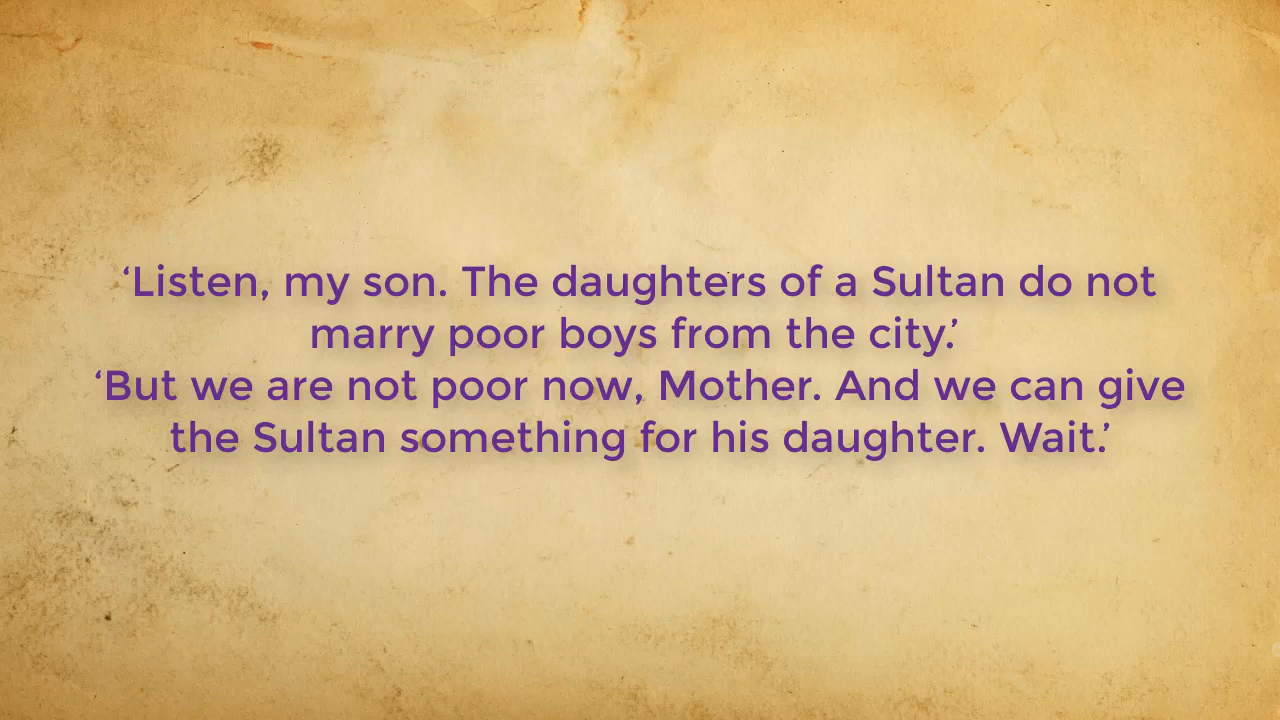 ‘Listen, my son. The daughters of a Sultan do not
marry poor boys from the city.’
‘But we are not poor now, Mother. And we can give
the Sultan something for his daughter. Wait.’